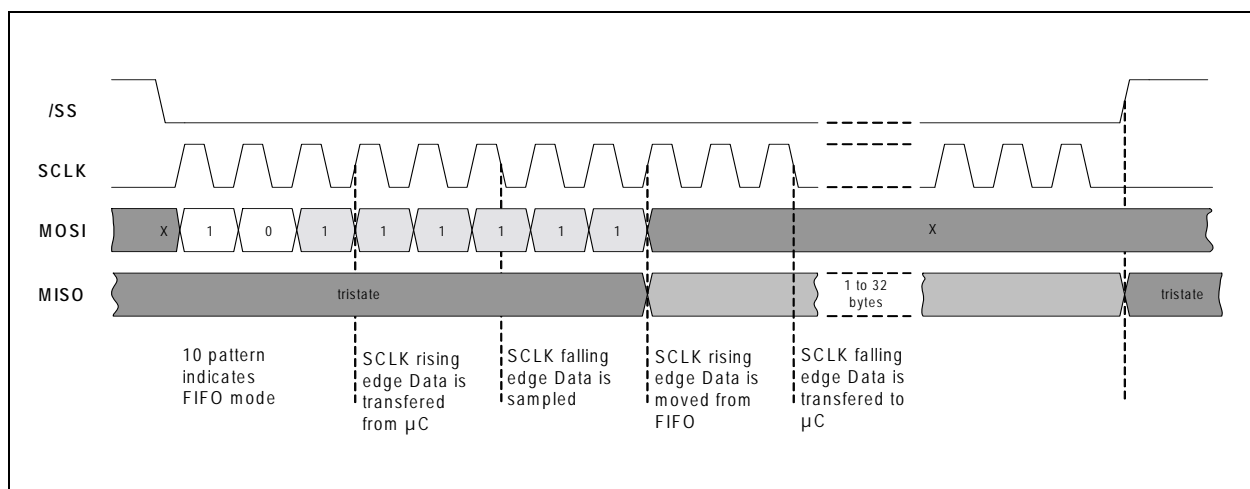 /SS
SCLK
MOSI
X
1
0
1
1
1
1
1
1
X
MISO
tristate
1 to 32
bytes
tristate
10 pattern
indicates
FIFO mode
SCLK rising
edge Data is
transfered
from µC
SCLK falling
edge Data is
sampled
SCLK rising
edge Data is
moved from
FIFO
SCLK falling
edge Data is
transfered to
µC